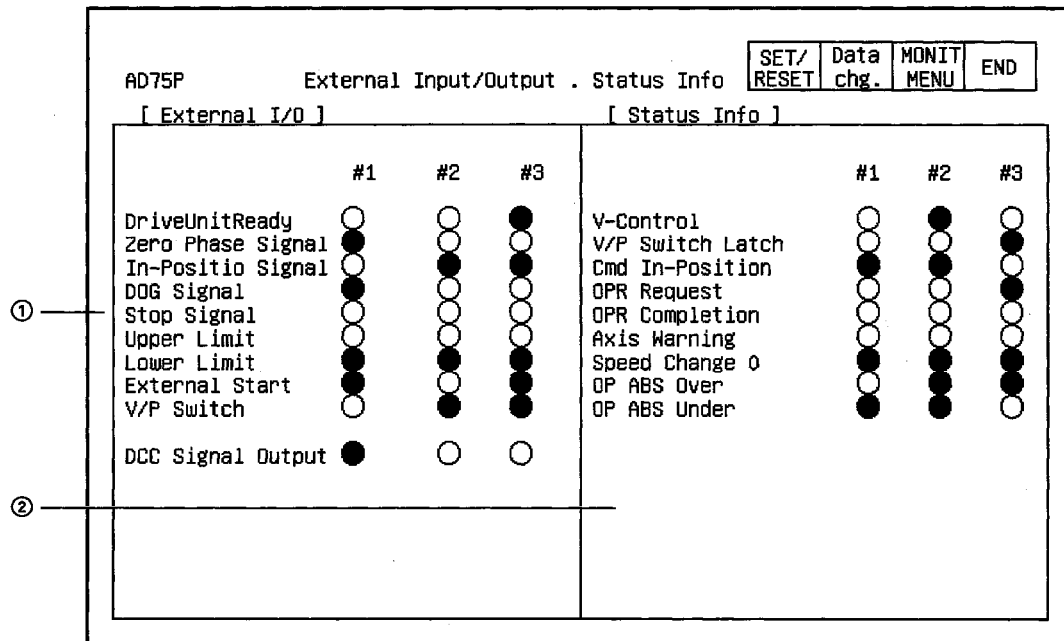 AD75P External Input/Output . Status Info
SET/ RESET
Data chg.
MONIT MENU
END
[ External I/O ]
#1 #2 #3
DriveUnitReady
Zero Phase Signal
In-Positio Signal
DOG Signal
Stop Signal
Upper Limit
Lower Limit
External Start
V/P Switch
DCC Signal Output
[ Status Info ]
#1 #2 #3
V-Control
V/P Switch Latch
Cmd In-Position
OPR Request
OPR Completion
Axis Warning
Speed Change 0
OP ABS Over
OP ABS Under
①
②